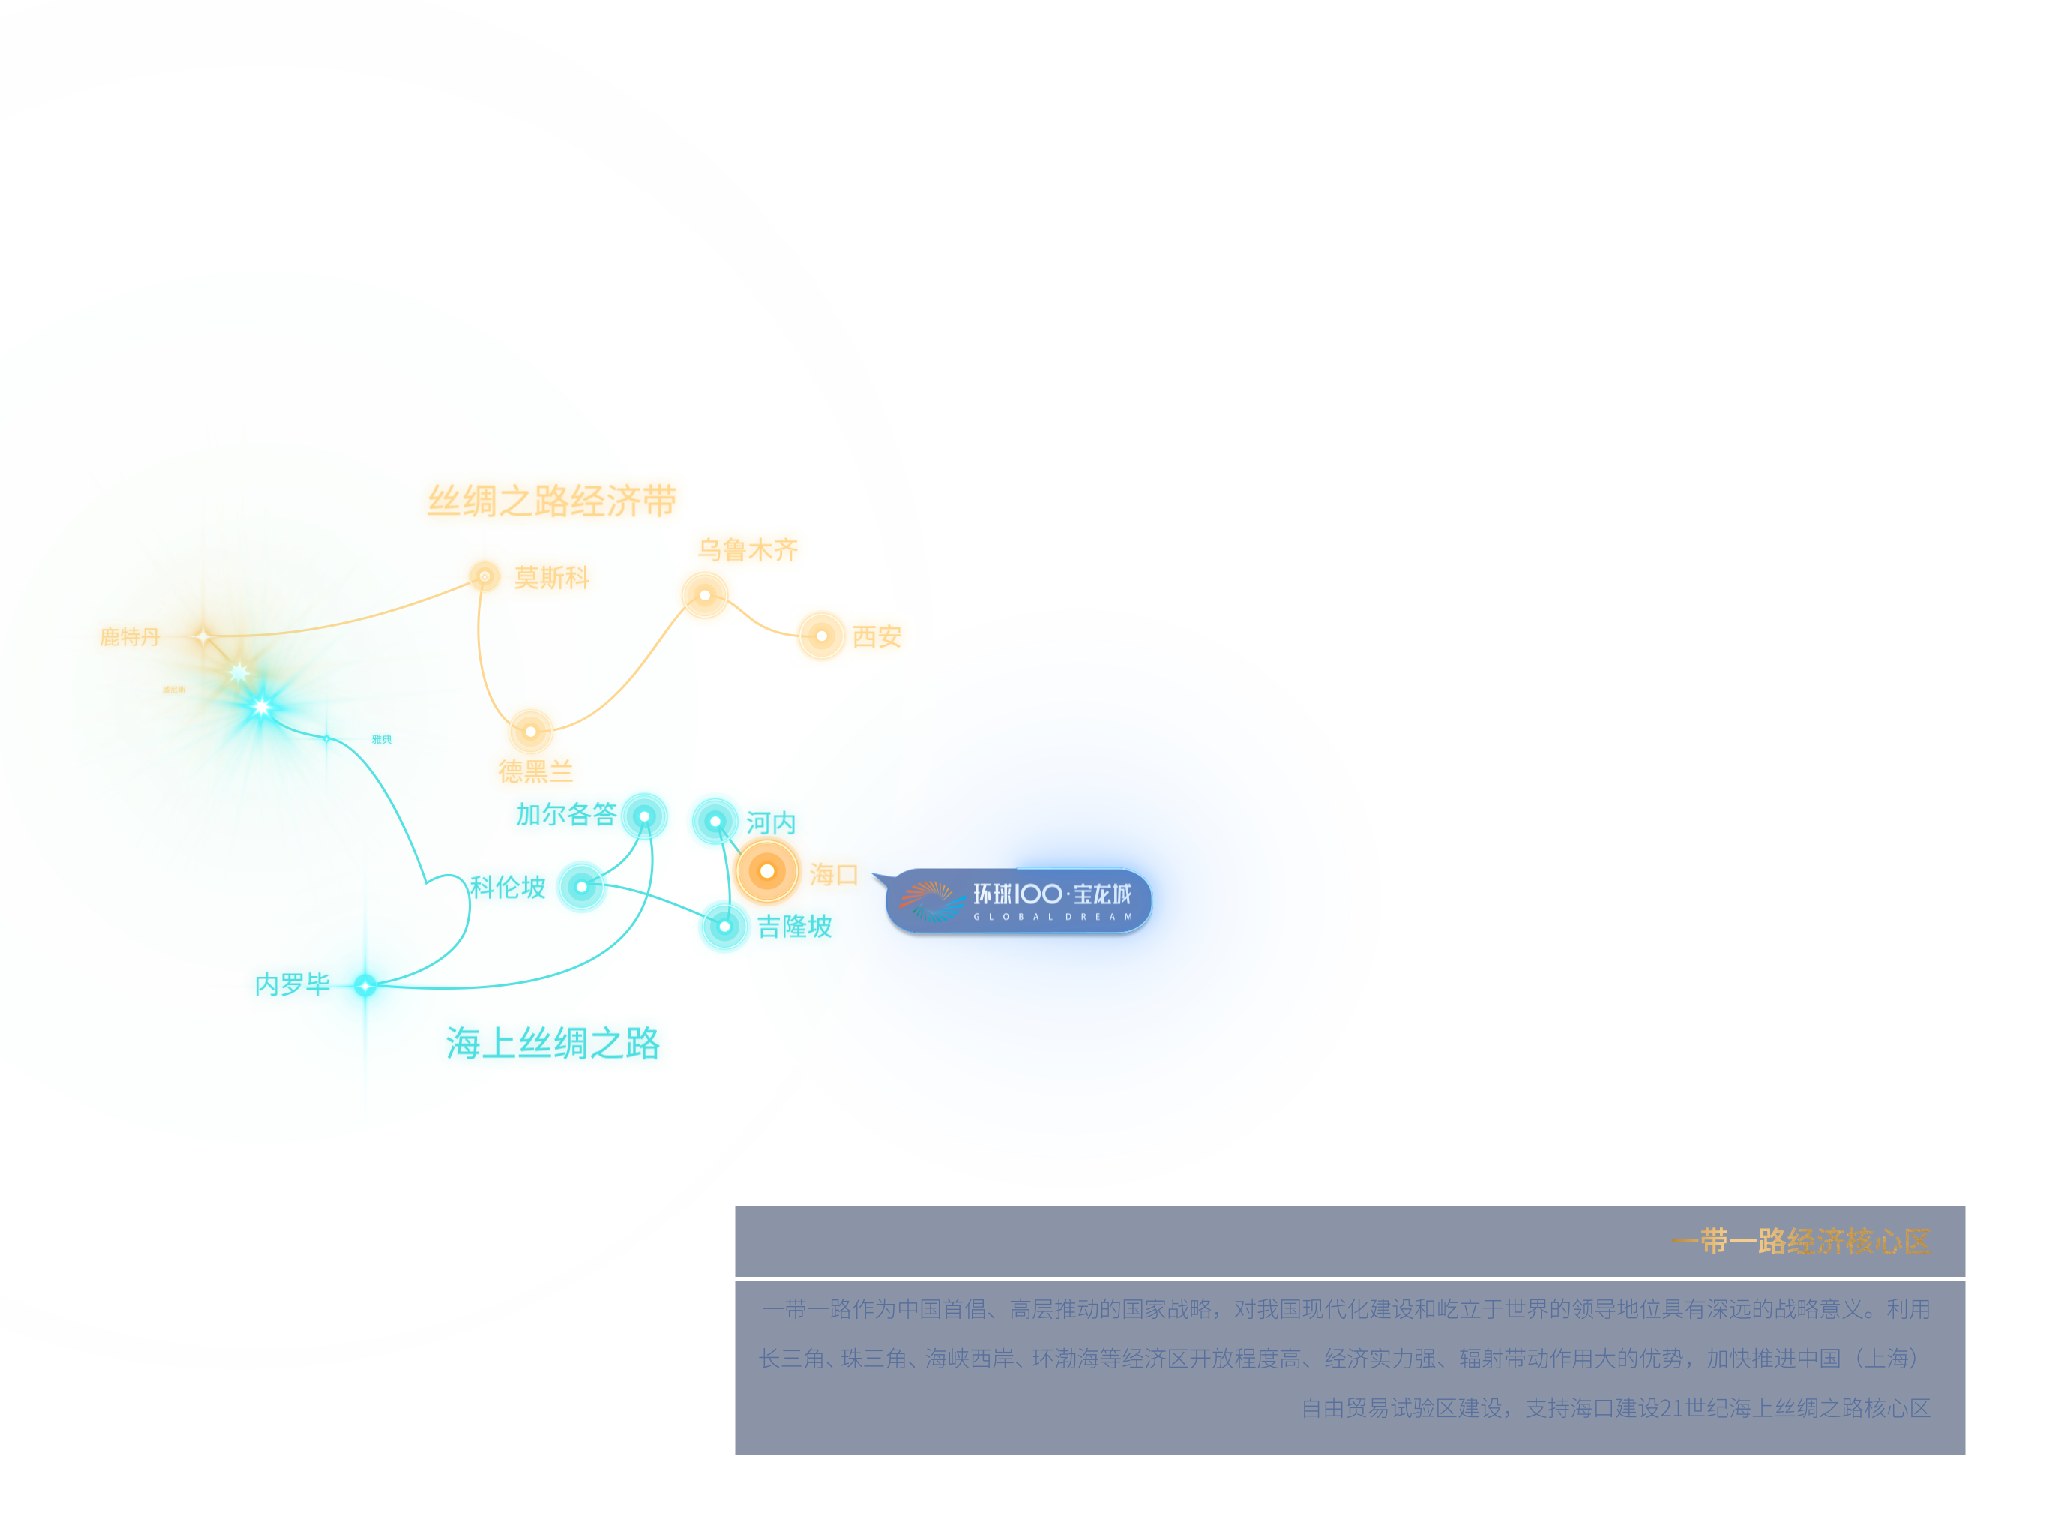 丝绸之路经济带
乌鲁木齐
莫斯科
鹿特丹
西安
雅典
德黑兰
加尔各答
河内
海口
科伦坡
环球100·宝龙城
GLOBAL DREAM
吉隆坡
内罗毕
海上丝绸之路
一带一路经济核心区
一带一路作为中国首倡、高层推动的国家战略，对我国现代化建设和屹立于世界的领导地位具有深远的战略意义。利用
长三角、珠三角、海峡西岸、环渤海等经济区开放程度高、经济实力强、辐射带动作用大的优势，加快推进中国（上海）
自由贸易试验区建设，支持海口建设21世纪海上丝绸之路核心区